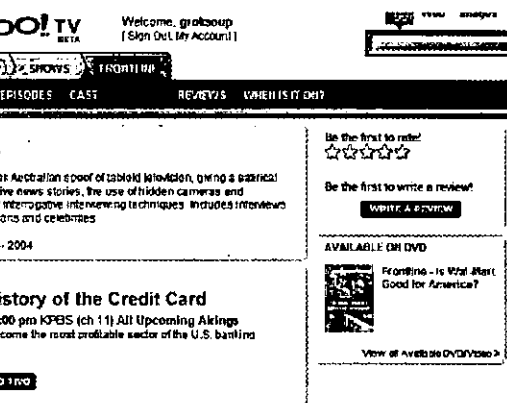 OO! TV
BETA
Welcome, groksoup
[ Sign Out, My Account ]
SHOWS
FRONTLINE
EPISODES CAST REVIEWS WHEN IS IT ON?
Australian spoof of tabloid television, giving a satirical
ive news stories, the use of hidden cameras and
interrogative interviewing techniques. Includes interviews
and celebrities
- 2004
istory of the Credit Card
:00 pm KPBS (ch 11) All Upcoming Airings
come the most profitable sector of the U.S. banking
TIVO
Be the first to rate!
Be the first to write a review!
WRITE A REVIEW
AVAILABLE ON DVD
Frontline - Is Wal-Mart
Good for America?
View all Available DVD/Video >